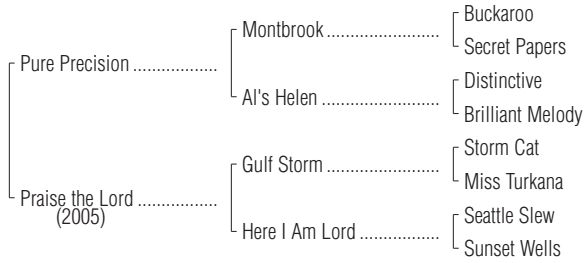 Buckaroo
Montbrook
Secret Papers
Pure Precision
Distinctive
Al's Helen
Brilliant Melody
Storm Cat
Gulf Storm
Miss Turkana
Praise the Lord
(2005)
Seattle Slew
Here I Am Lord
Sunset Wells